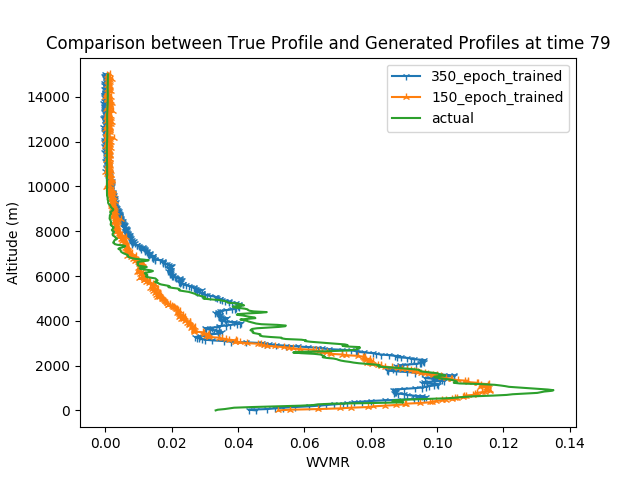 Comparison between True Profile and Generated Profiles at time 79
350_epoch_trained
150_epoch_trained
actual
Altitude (m)
14000
12000
10000
8000
6000
4000
2000
0
0.00 0.02 0.04 0.06 0.08 0.10 0.12 0.14
WVMR